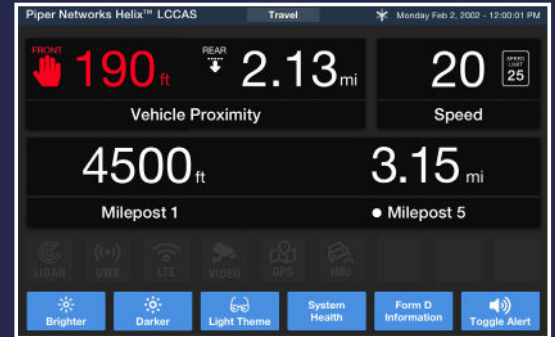 Piper Networks Helix™ LCCAS Travel Monday Feb 2, 2002 - 12:00:01 PM
FRONT 190 ft REAR 2.13 mi 20 SPEED LIMIT 25
Vehicle Proximity Speed
4500 ft 3.15 mi
Milepost 1 Milepost 5
LIDAR UWB LTE VIDEO GPS IMU
Brighter Darker Light Theme System Health Form D Information Toggle Alert